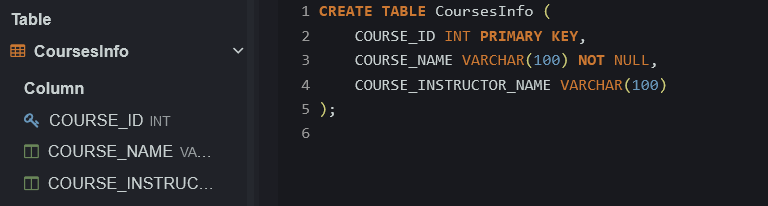 Table
CoursesInfo
Column
COURSE_ID INT
COURSE_NAME VA...
COURSE_INSTRUC...
1 CREATE TABLE CoursesInfo (
2 COURSE_ID INT PRIMARY KEY,
3 COURSE_NAME VARCHAR(100) NOT NULL,
4 COURSE_INSTRUCTOR_NAME VARCHAR(100)
5 );
6